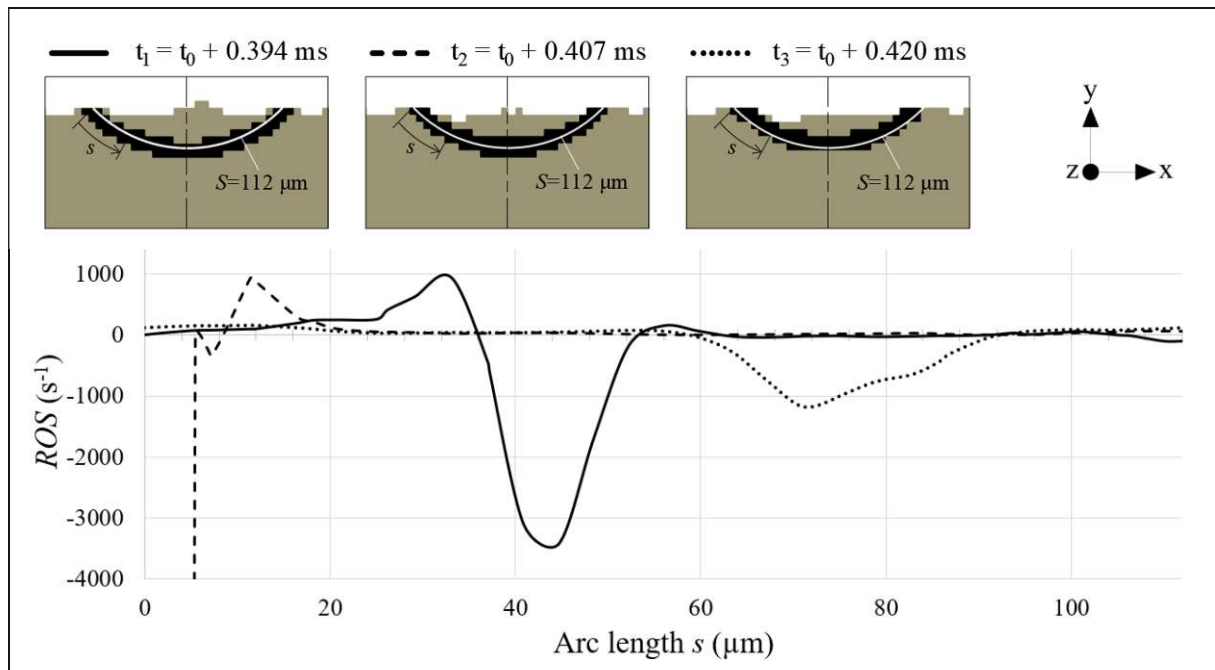 t₁ = t₀ + 0.394 ms
t₂ = t₀ + 0.407 ms
t₃ = t₀ + 0.420 ms
s
S=112 μm
s
S=112 μm
s
S=112 μm
y
z
x
ROS (s⁻¹)
1000
0
-1000
-2000
-3000
-4000
0 20 40 60 80 100
Arc length s (μm)